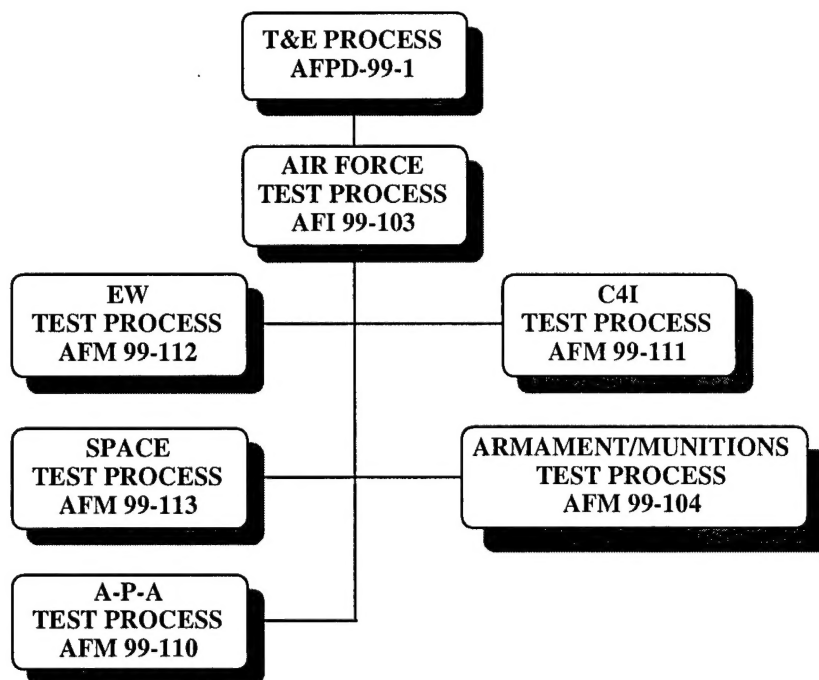 T&E PROCESS
AFPD-99-1
AIR FORCE
TEST PROCESS
AFI 99-103
EW
TEST PROCESS
AFM 99-112
C4I
TEST PROCESS
AFM 99-111
SPACE
TEST PROCESS
AFM 99-113
ARMAMENT/MUNITIONS
TEST PROCESS
AFM 99-104
A-P-A
TEST PROCESS
AFM 99-110